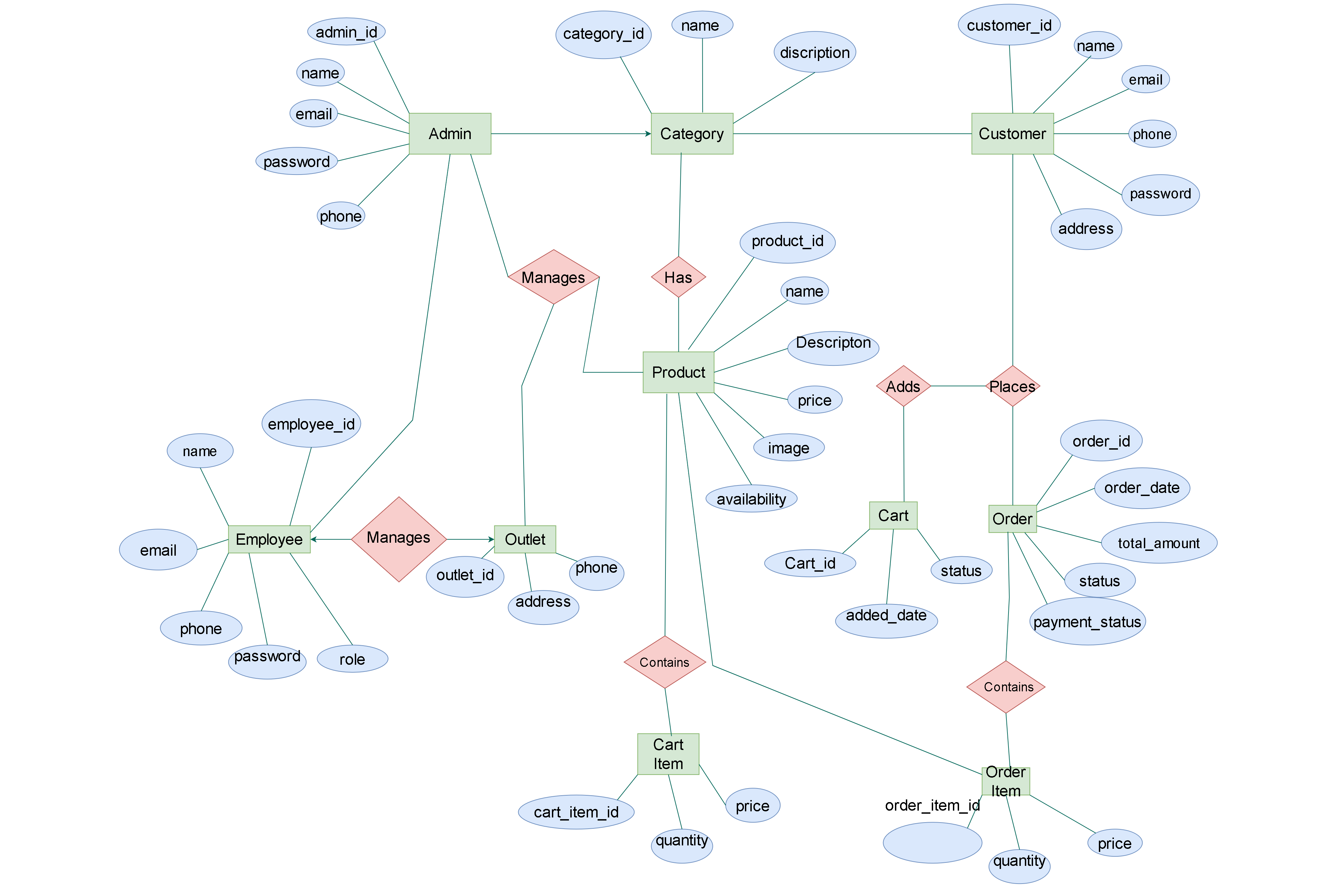 admin_id
name
email
password
phone
Admin
category_id
name
discription
Category
customer_id
name
email
phone
password
address
Customer
Manages
Has
product_id
name
Descripton
price
image
availability
Product
Adds
Places
employee_id
name
email
phone
password
role
Employee
Manages
Outlet
outlet_id
address
phone
Cart
Cart_id
added_date
status
Order
order_id
order_date
total_amount
status
payment_status
Contains
Contains
Cart
Item
cart_item_id
quantity
price
Order
Item
order_item_id
quantity
price